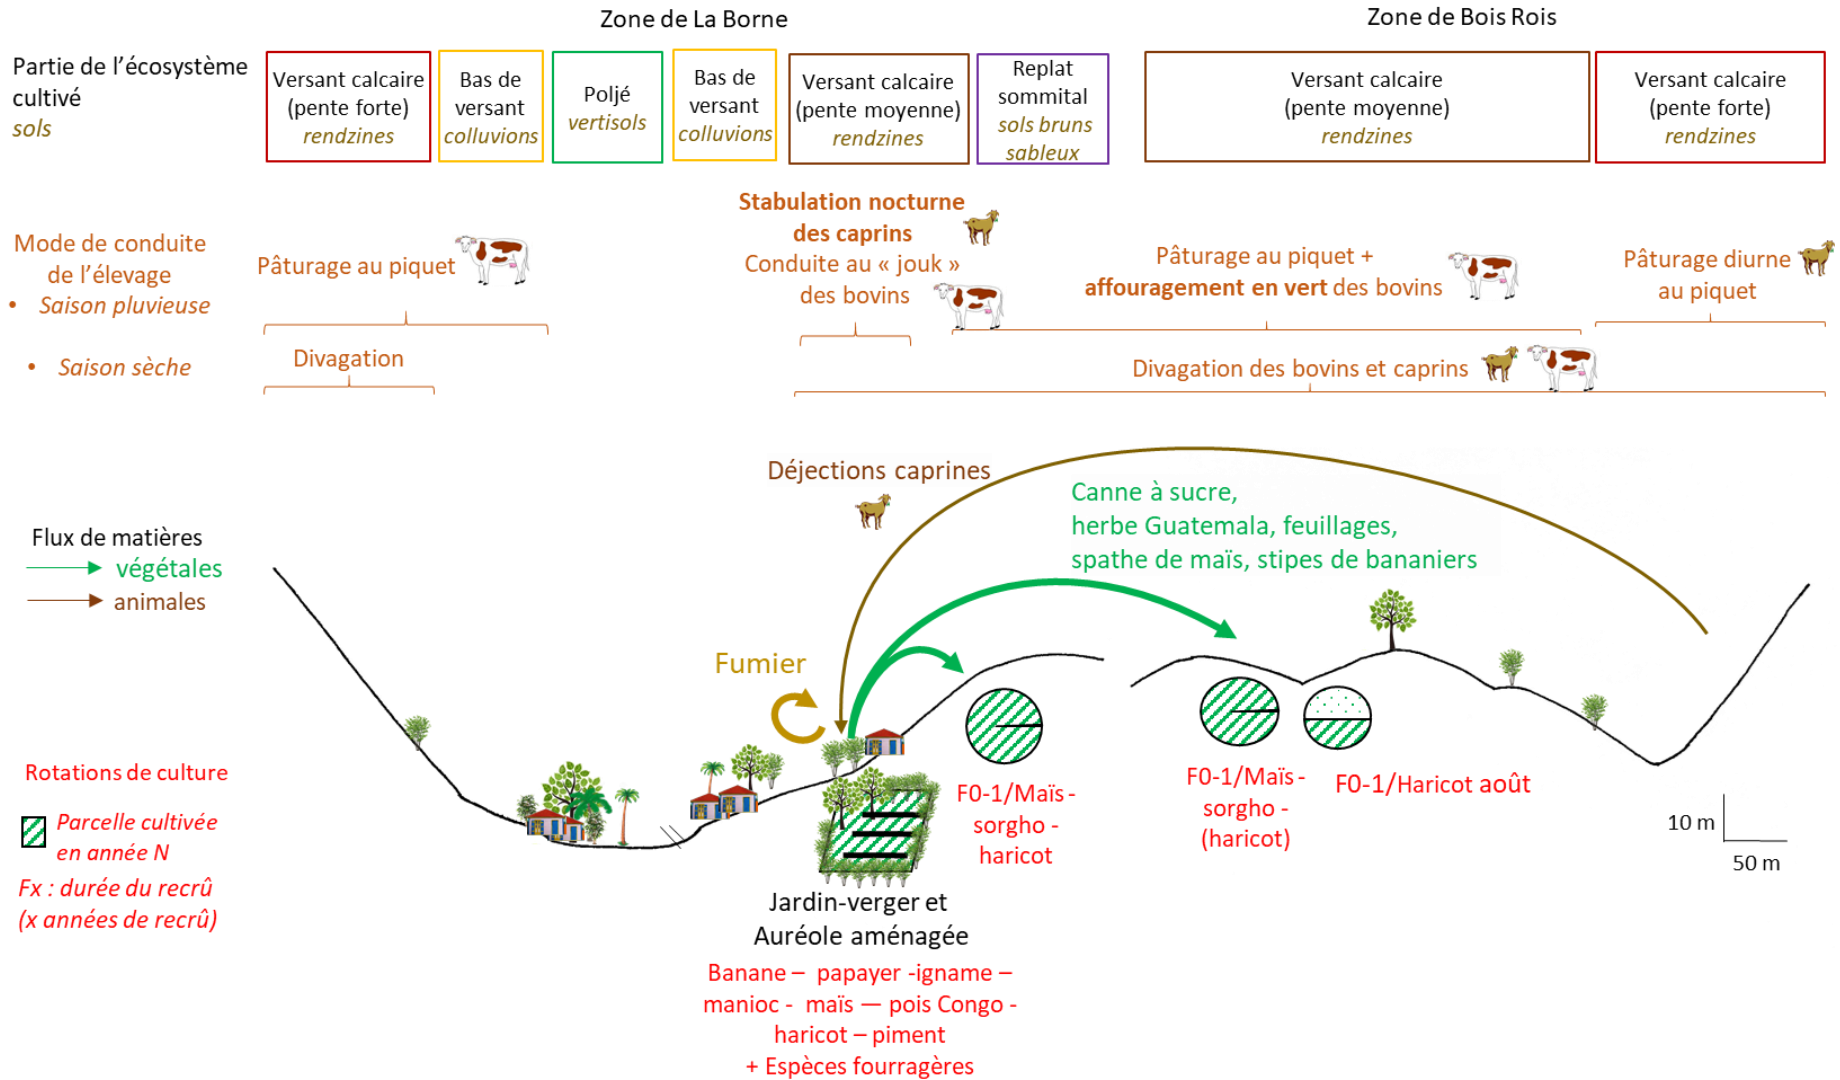 Zone de La Borne
Zone de Bois Rois
Partie de l'écosystème
cultivé
sols
Versant calcaire
(pente forte)
rendzines
Bas de
versant
colluvions
Poljé
vertisols
Bas de
versant
colluvions
Versant calcaire
(pente moyenne)
rendzines
Replat
sommital
sols bruns
sableux
Versant calcaire
(pente moyenne)
rendzines
Versant calcaire
(pente forte)
rendzines
Mode de conduite
de l'élevage
• Saison pluvieuse
Pâturage au piquet
Stabulation nocturne
des caprins
Conduite au « jouk »
des bovins
Pâturage au piquet +
affouragement en vert des bovins
Pâturage diurne
au piquet
• Saison sèche
Divagation
Divagation des bovins et caprins
Déjections caprines
Canne à sucre,
herbe Guatemala, feuillages,
spathe de maïs, stipes de bananiers
Flux de matières
végétales
animales
Fumier
Rotations de culture
Parcelle cultivée
en année N
Fx : durée du recrû
(x années de recrû)
F0-1/Maïs -
sorgho -
haricot
F0-1/Maïs -
sorgho -
(haricot)
F0-1/Haricot août
10 m
50 m
Jardin-verger et
Auréole aménagée
Banane – papayer -igname –
manioc - maïs — pois Congo -
haricot – piment
+ Espèces fourragères